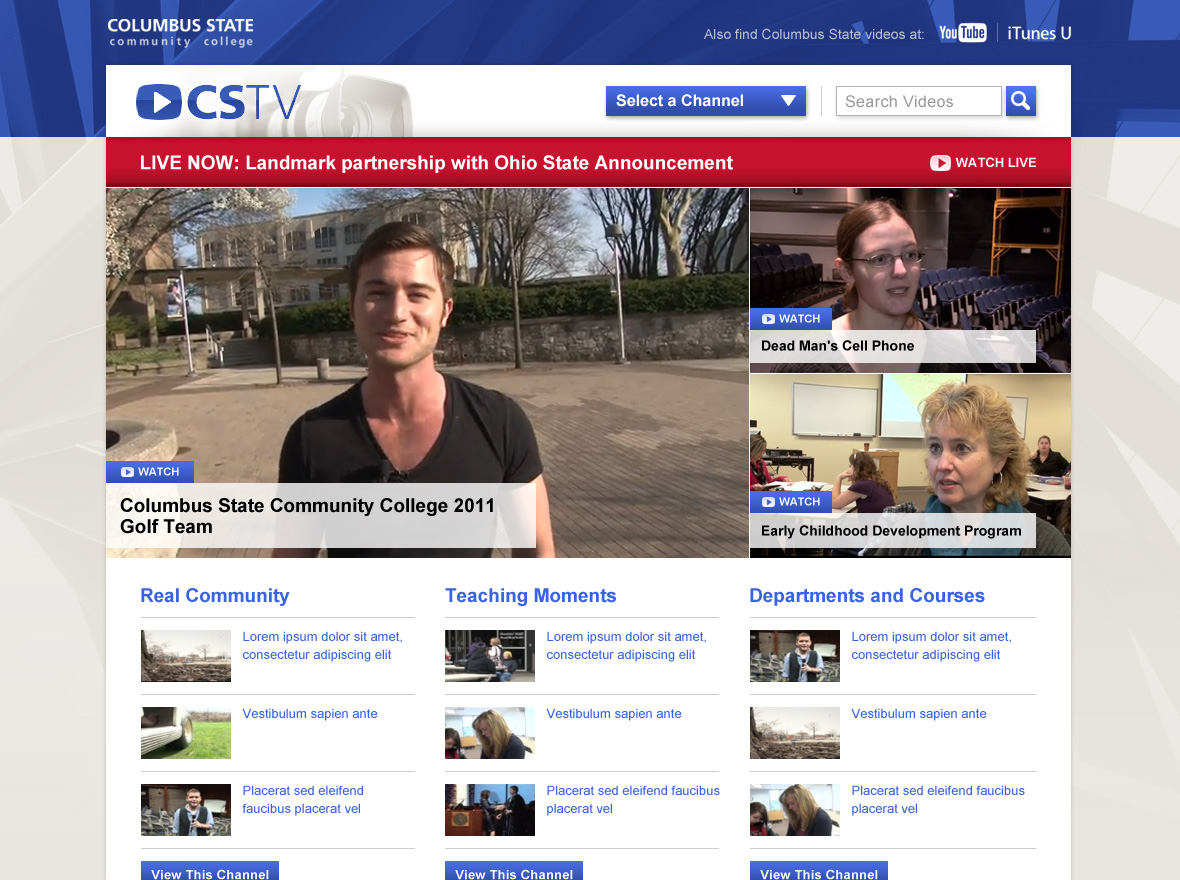 COLUMBUS STATE
community college
Also find Columbus State videos at:
YouTube
iTunes U
CSTV
Select a Channel
Search Videos
LIVE NOW: Landmark partnership with Ohio State Announcement
WATCH LIVE
WATCH
Columbus State Community College 2011
Golf Team
WATCH
Dead Man's Cell Phone
WATCH
Early Childhood Development Program
Real Community
Lorem ipsum dolor sit amet,
consectetur adipiscing elit
Vestibulum sapien ante
Placerat sed eleifend
faucibus placerat vel
View This Channel
Teaching Moments
Lorem ipsum dolor sit amet,
consectetur adipiscing elit
Vestibulum sapien ante
Placerat sed eleifend faucibus
placerat vel
View This Channel
Departments and Courses
Lorem ipsum dolor sit amet,
consectetur adipiscing elit
Vestibulum sapien ante
Placerat sed eleifend faucibus
placerat vel
View This Channel